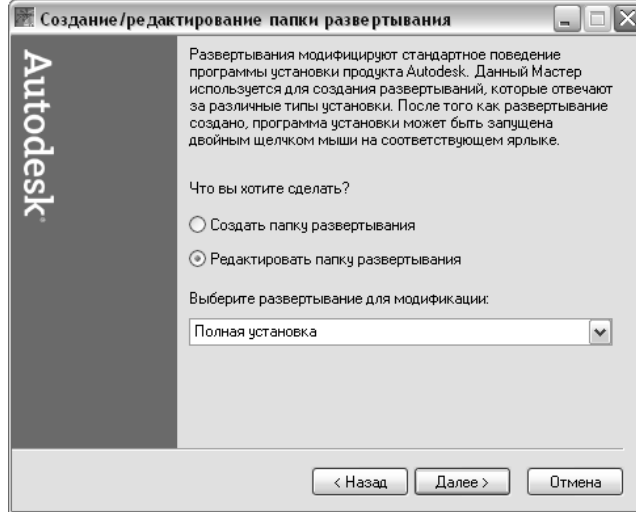 Создание/редактирование папки развертывания
Autodesk
Развертывания модифицируют стандартное поведение
программы установки продукта Autodesk. Данный Мастер
используется для создания развертываний, которые отвечают
за различные типы установки. После того как развертывание
создано, программа установки может быть запущена
двойным щелчком мыши на соответствующем ярлыке.
Что вы хотите сделать?
Создать папку развертывания
Редактировать папку развертывания
Выберите развертывание для модификации:
Полная установка
< Назад
Далее >
Отмена